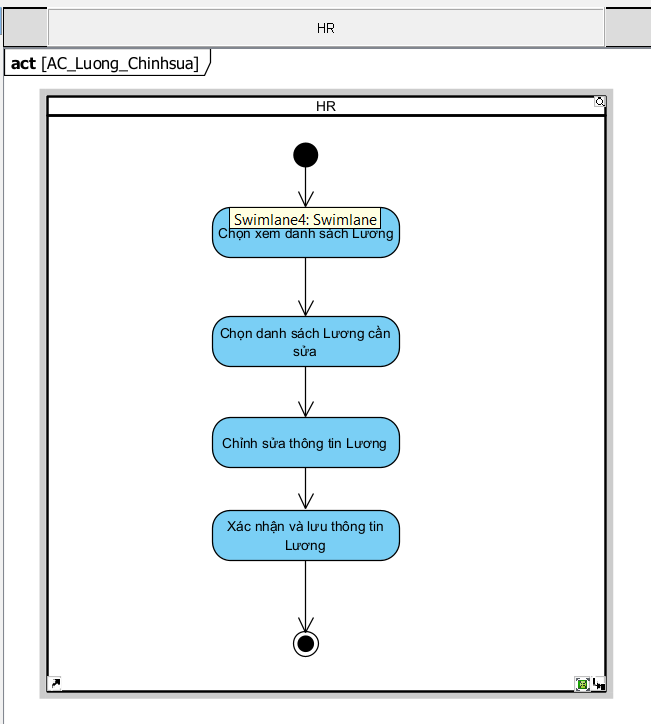 HR
act [AC_Luong_Chinhsua]
HR
Swimlane4: Swimlane
Chọn xem danh sách Lương
Chọn danh sách Lương cần
sửa
Chỉnh sửa thông tin Lương
Xác nhận và lưu thông tin
Lương